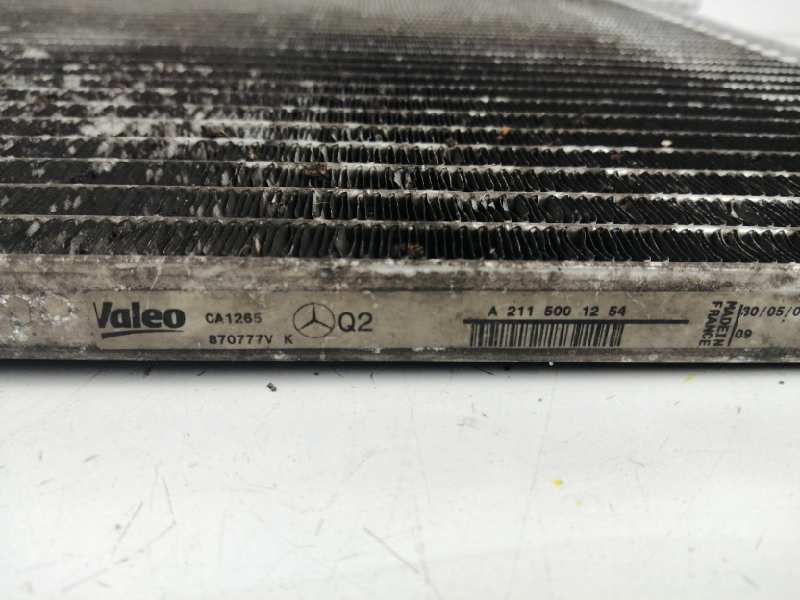 Valeo
CA1265
870777V K
Q2
A 211 500 12 54
MADE IN
FRANCE
30/05/0
09